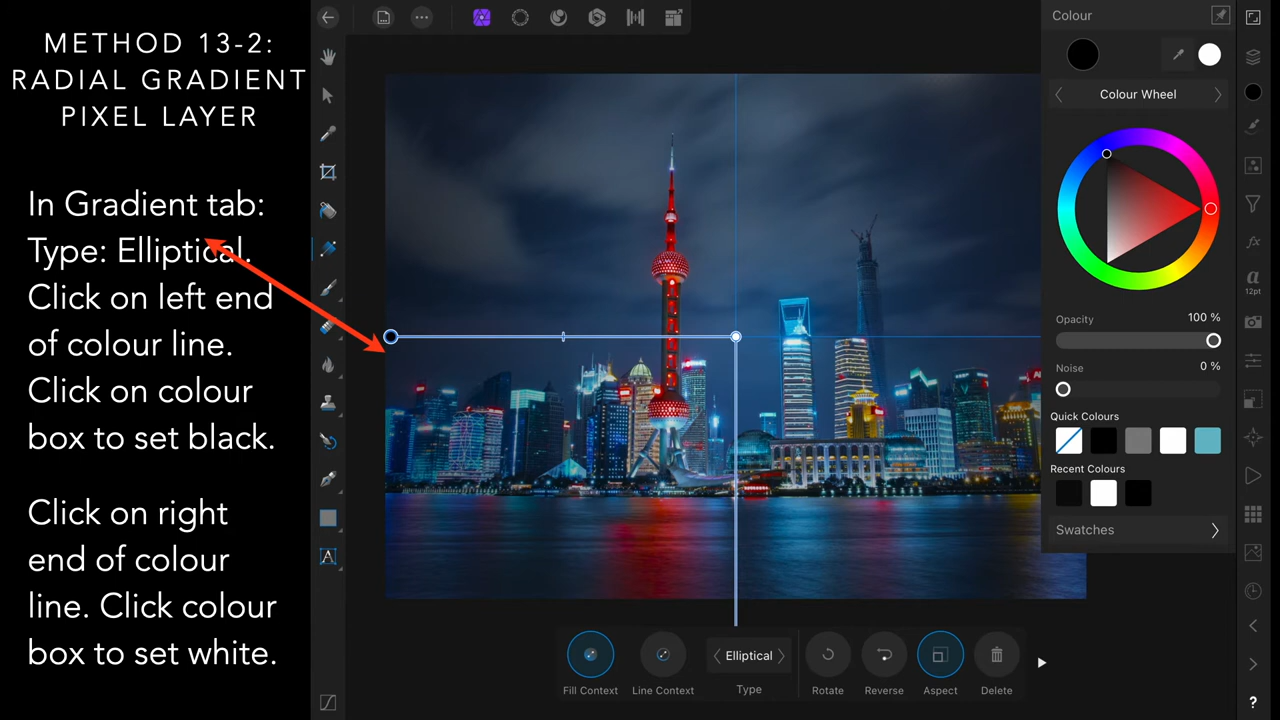 METHOD 13-2:
RADIAL GRADIENT
PIXEL LAYER
In Gradient tab:
Type: Elliptical.
Click on left end
of colour line.
Click on colour
box to set black.
Click on right
end of colour
line. Click colour
box to set white.
Colour
Colour Wheel
Opacity
100 %
Noise
0 %
Quick Colours
Recent Colours
Swatches
fx
a
12pt
A
Elliptical
Fill Context
Line Context
Type
Rotate
Reverse
Aspect
Delete
?